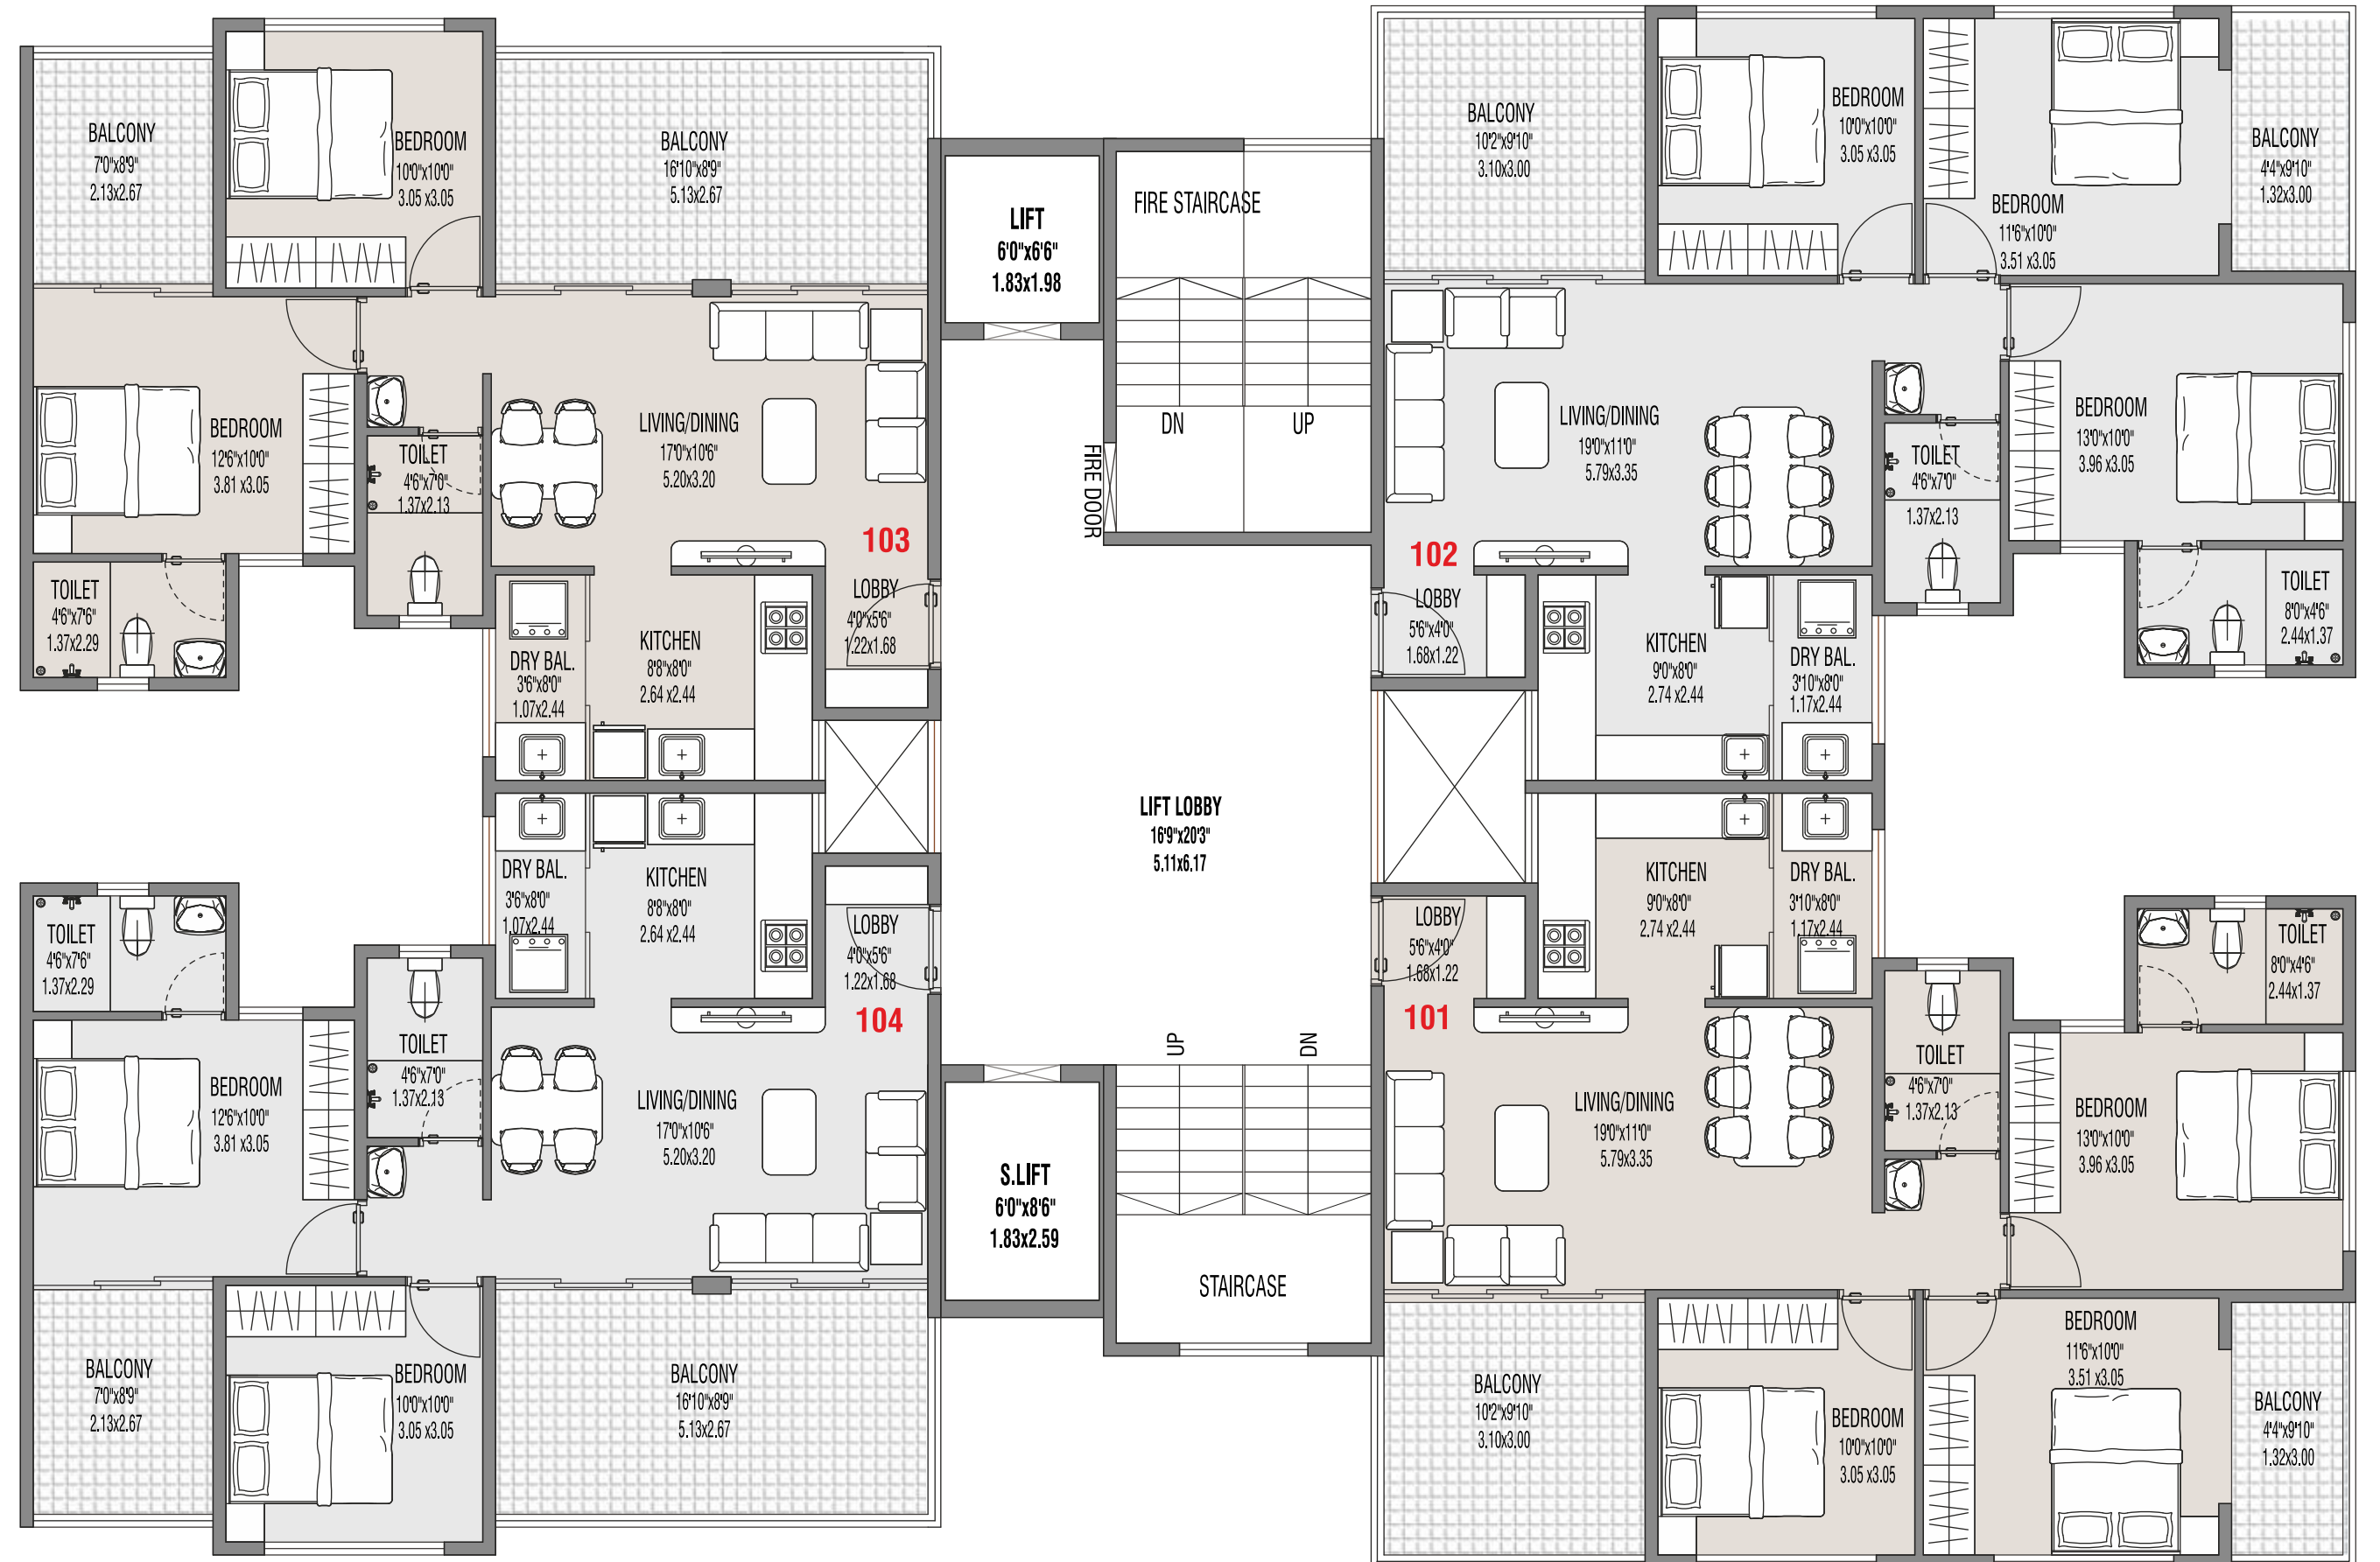 BALCONY
7'0"x8'9"
2.13x2.67
BEDROOM
10'0"x10'0"
3.05 x3.05
BALCONY
16'10"x8'9"
5.13x2.67
LIFT
6'0"x6'6"
1.83x1.98
FIRE STAIRCASE
DN
UP
FIRE DOOR
BALCONY
10'2"x9'10"
3.10x3.00
BEDROOM
10'0"x10'0"
3.05 x3.05
BEDROOM
11'6"x10'0"
3.51 x3.05
BALCONY
4'4"x9'10"
1.32x3.00
BEDROOM
12'6"x10'0"
3.81 x3.05
TOILET
4'6"x7'0"
1.37x2.13
LIVING/DINING
17'0"x10'6"
5.20x3.20
103
TOILET
4'6"x7'6"
1.37x2.29
DRY BAL.
3'6"x8'0"
1.07x2.44
KITCHEN
8'8"x8'0"
2.64 x2.44
LOBBY
4'0"x5'6"
1.22x1.68
LIVING/DINING
19'0"x11'0"
5.79x3.35
102
LOBBY
5'6"x4'0"
1.68x1.22
KITCHEN
9'0"x8'0"
2.74 x2.44
DRY BAL.
3'10"x8'0"
1.17x2.44
TOILET
4'6"x7'0"
1.37x2.13
BEDROOM
13'0"x10'0"
3.96 x3.05
TOILET
8'0"x4'6"
2.44x1.37
LIFT LOBBY
16'9"x20'3"
5.11x6.17
TOILET
4'6"x7'6"
1.37x2.29
DRY BAL.
3'6"x8'0"
1.07x2.44
KITCHEN
8'8"x8'0"
2.64 x2.44
LOBBY
4'0"x5'6"
1.22x1.68
104
BEDROOM
12'6"x10'0"
3.81 x3.05
TOILET
4'6"x7'0"
1.37x2.13
LIVING/DINING
17'0"x10'6"
5.20x3.20
BALCONY
7'0"x8'9"
2.13x2.67
BEDROOM
10'0"x10'0"
3.05 x3.05
BALCONY
16'10"x8'9"
5.13x2.67
UP
DN
S.LIFT
6'0"x8'6"
1.83x2.59
STAIRCASE
LOBBY
5'6"x4'0"
1.68x1.22
101
KITCHEN
9'0"x8'0"
2.74 x2.44
DRY BAL.
3'10"x8'0"
1.17x2.44
TOILET
8'0"x4'6"
2.44x1.37
LIVING/DINING
19'0"x11'0"
5.79x3.35
TOILET
4'6"x7'0"
1.37x2.13
BEDROOM
13'0"x10'0"
3.96 x3.05
BALCONY
10'2"x9'10"
3.10x3.00
BEDROOM
10'0"x10'0"
3.05 x3.05
BEDROOM
11'6"x10'0"
3.51 x3.05
BALCONY
4'4"x9'10"
1.32x3.00